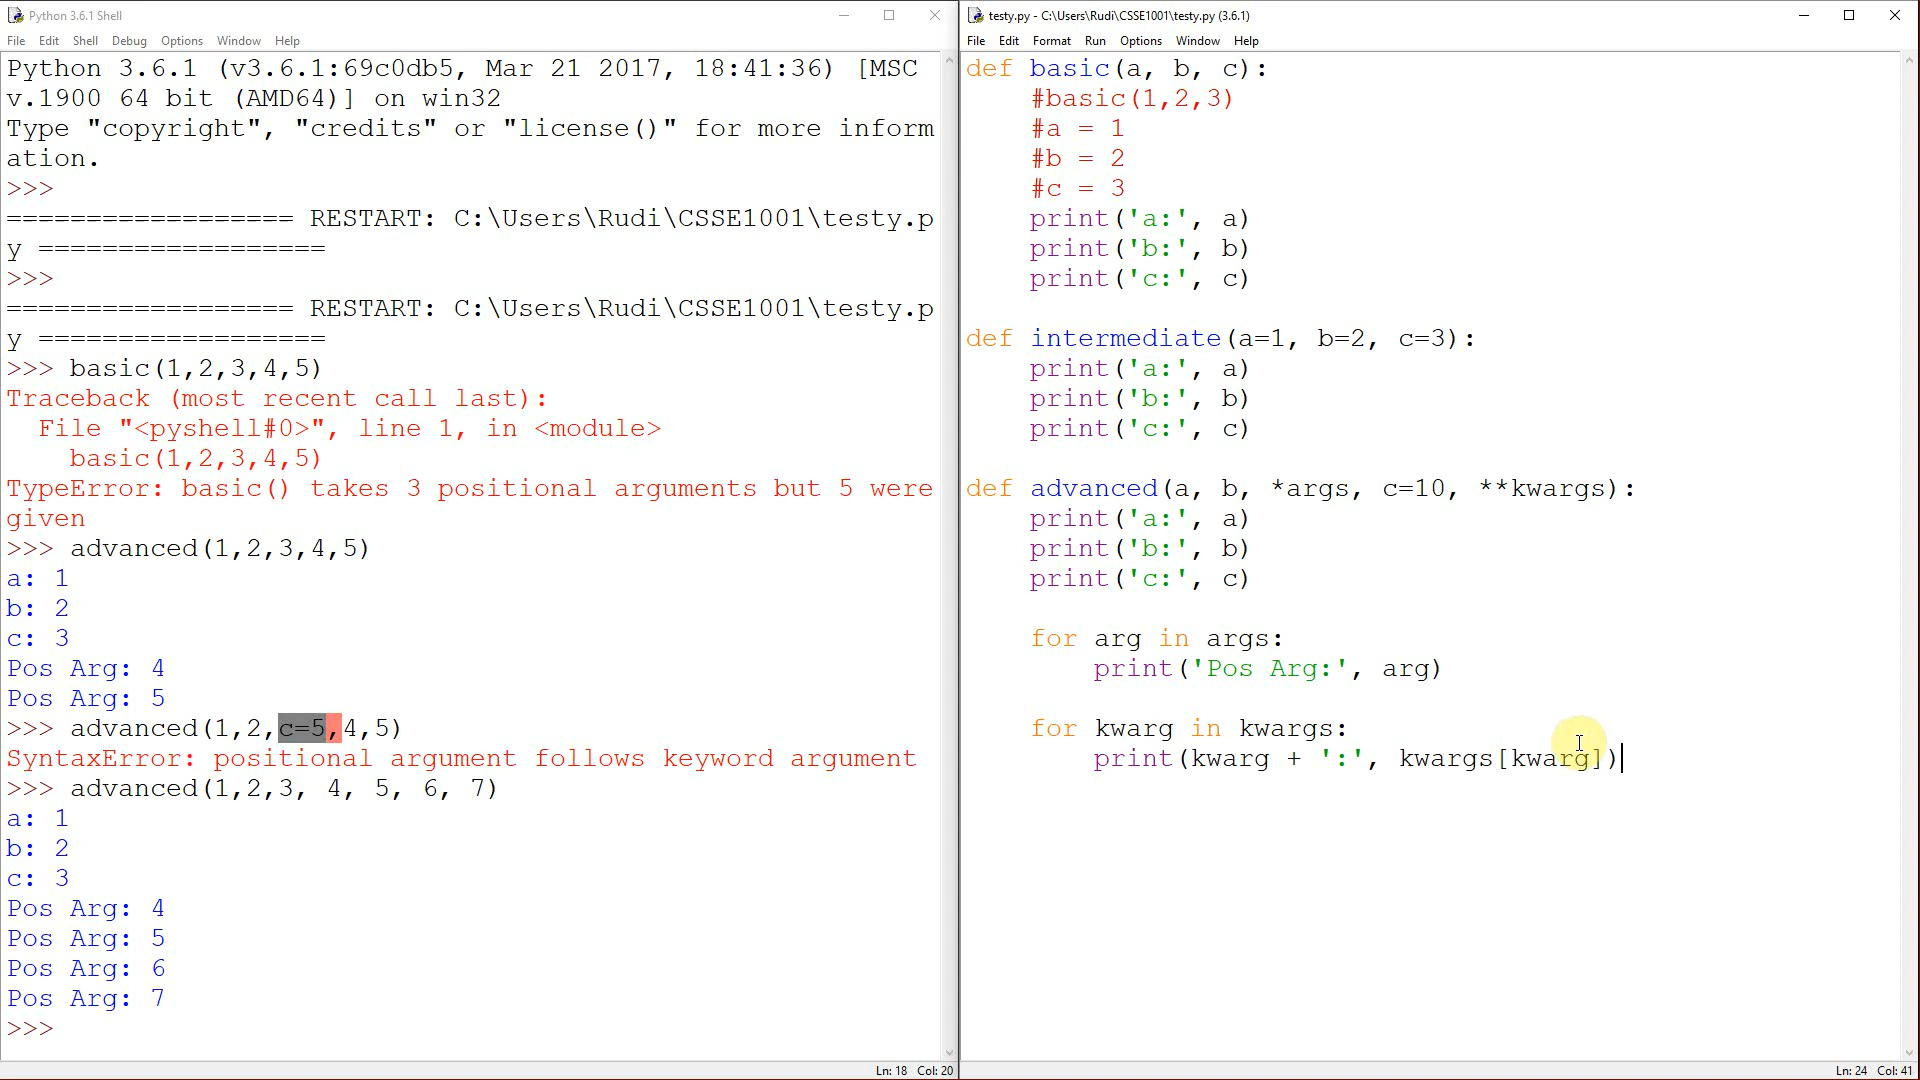 Python 3.6.1 Shell
File Edit Shell Debug Options Window Help
Python 3.6.1 (v3.6.1:69c0db5, Mar 21 2017, 18:41:36) [MSC
v.1900 64 bit (AMD64)] on win32
Type "copyright", "credits" or "license()" for more inform
ation.
>>>
================== RESTART: C:\Users\Rudi\CSSE1001\testy.p
y ==================
>>>
================== RESTART: C:\Users\Rudi\CSSE1001\testy.p
y ==================
>>> basic(1,2,3,4,5)
Traceback (most recent call last):
  File "<pyshell#0>", line 1, in <module>
    basic(1,2,3,4,5)
TypeError: basic() takes 3 positional arguments but 5 were
given
>>> advanced(1,2,3,4,5)
a: 1
b: 2
c: 3
Pos Arg: 4
Pos Arg: 5
>>> advanced(1,2,c=5,4,5)
SyntaxError: positional argument follows keyword argument
>>> advanced(1,2,3, 4, 5, 6, 7)
a: 1
b: 2
c: 3
Pos Arg: 4
Pos Arg: 5
Pos Arg: 6
Pos Arg: 7
>>>
Ln: 18 Col: 20
testy.py - C:\Users\Rudi\CSSE1001\testy.py (3.6.1)
File Edit Format Run Options Window Help
def basic(a, b, c):
    #basic(1,2,3)
    #a = 1
    #b = 2
    #c = 3
    print('a:', a)
    print('b:', b)
    print('c:', c)
def intermediate(a=1, b=2, c=3):
    print('a:', a)
    print('b:', b)
    print('c:', c)
def advanced(a, b, *args, c=10, **kwargs):
    print('a:', a)
    print('b:', b)
    print('c:', c)
    for arg in args:
        print('Pos Arg:', arg)
    for kwarg in kwargs:
        print(kwarg + ':', kwargs[kwarg])
Ln: 24 Col: 41